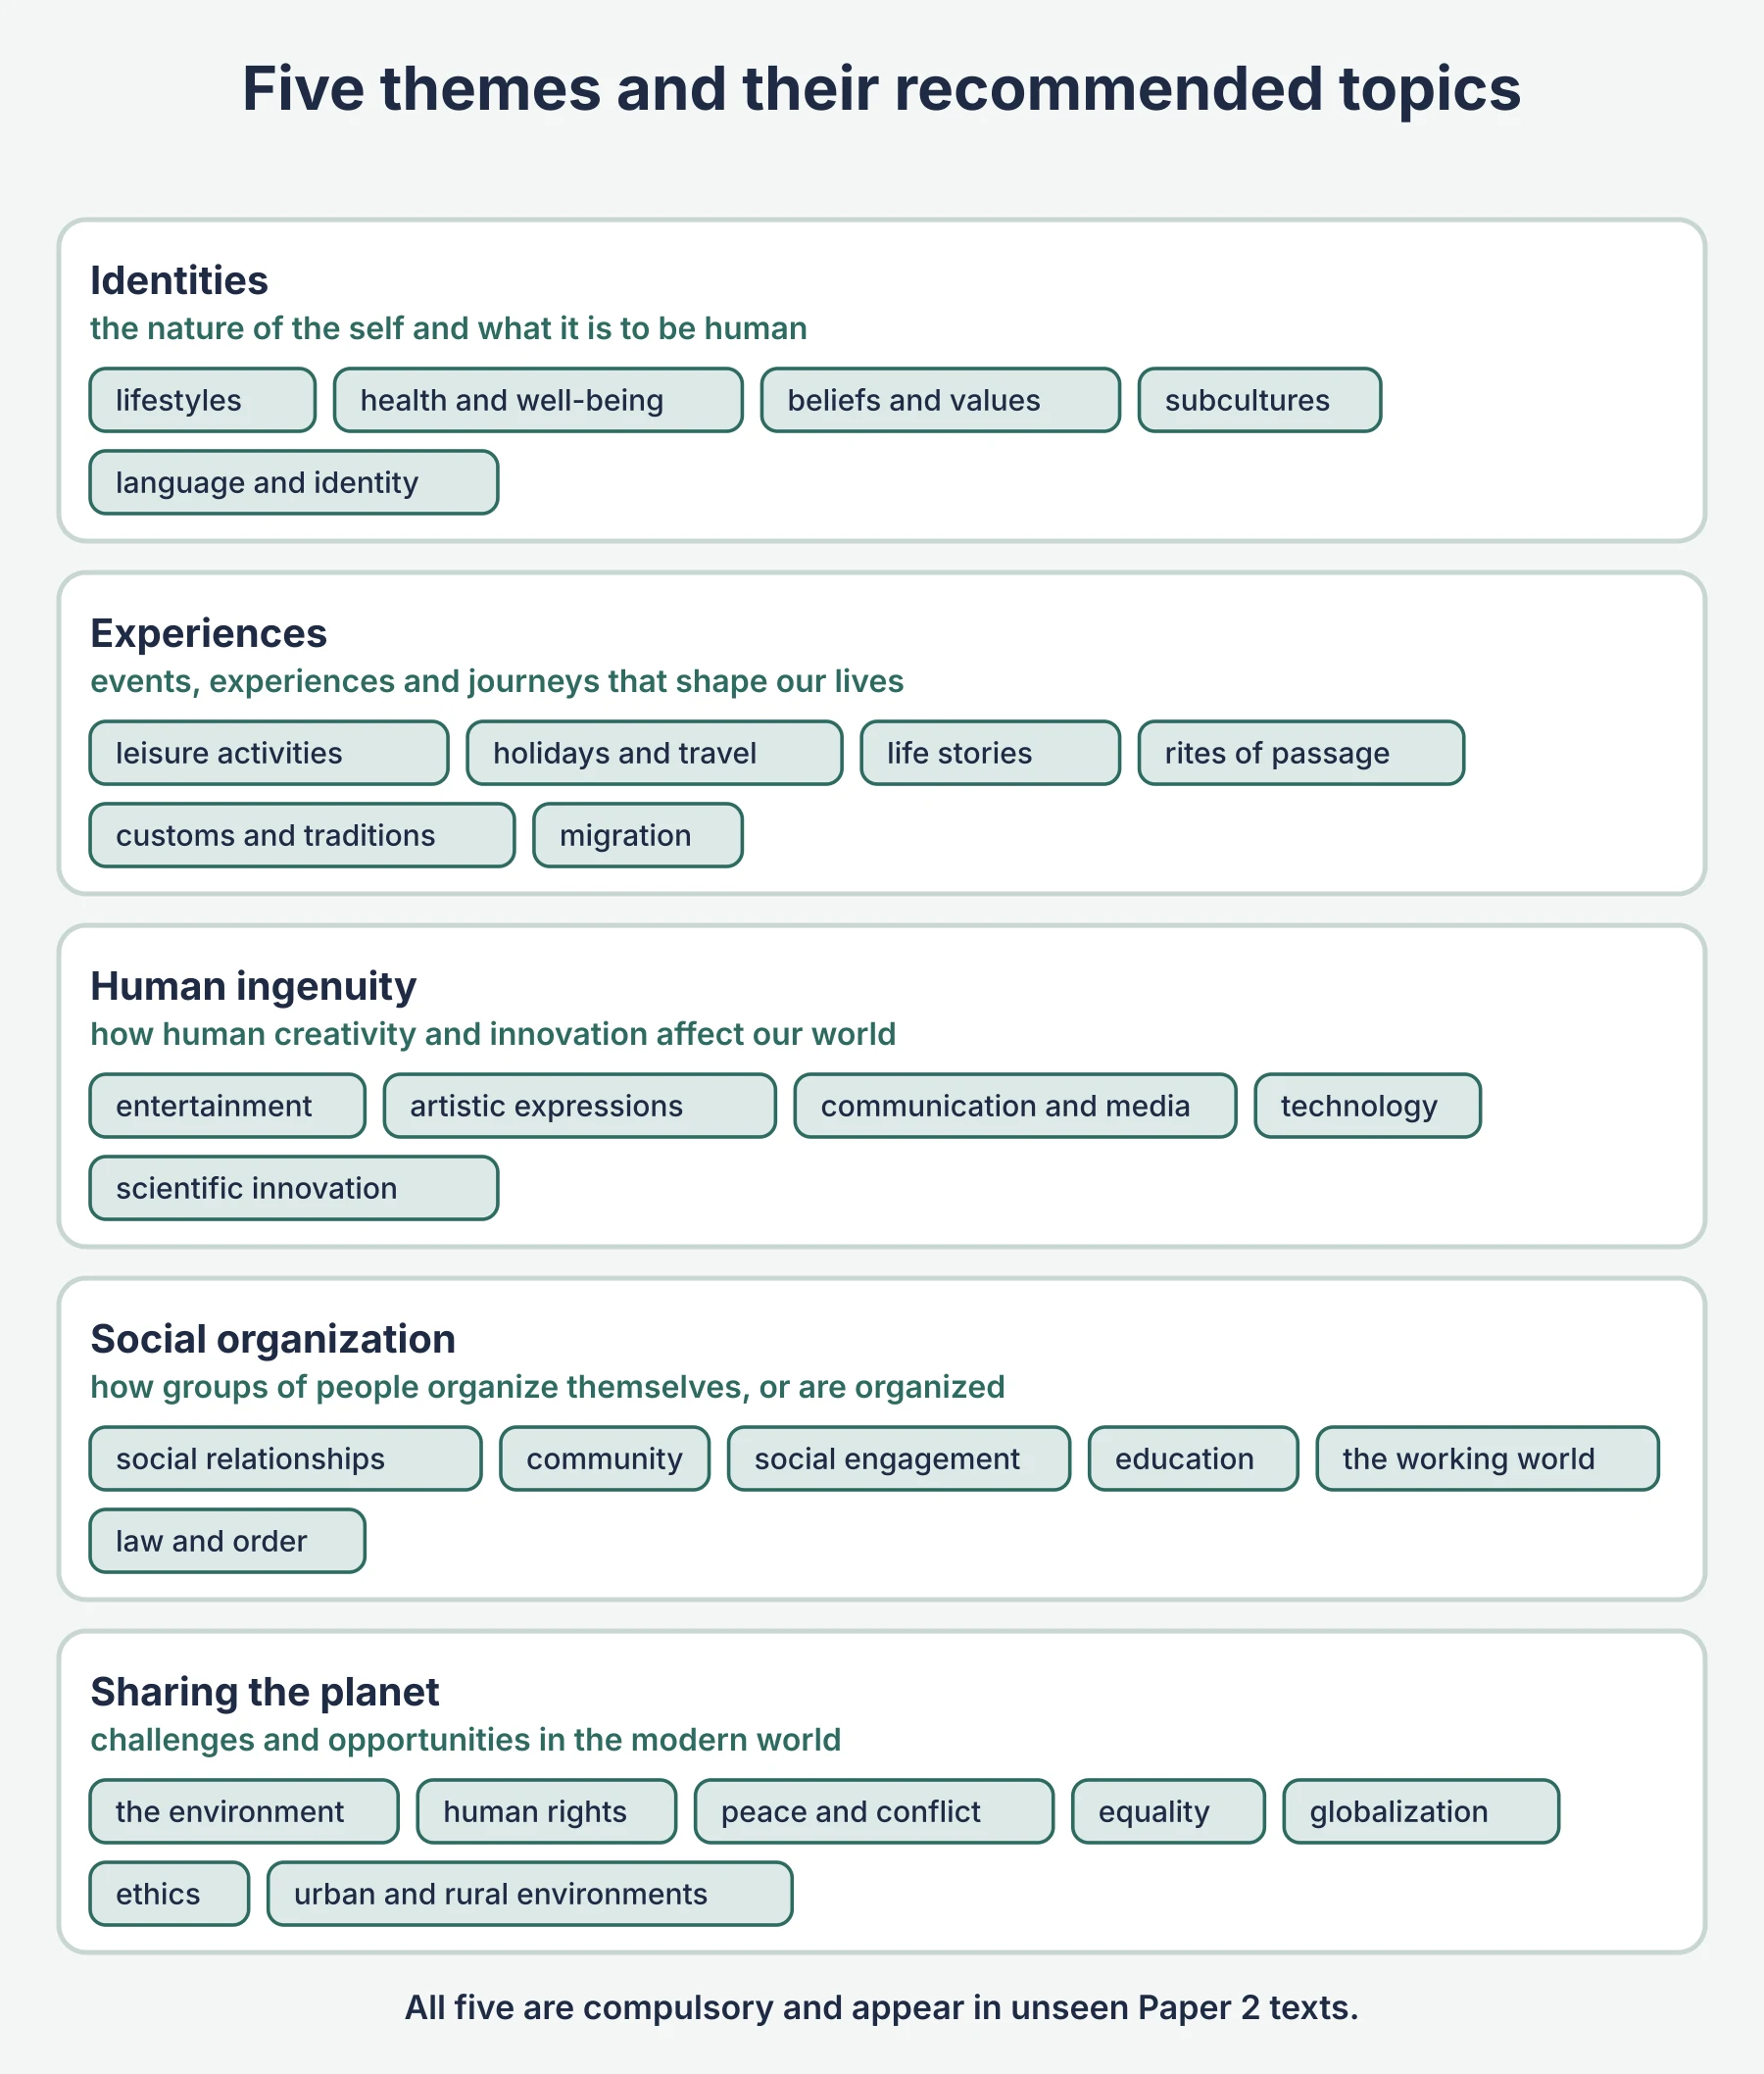 Five themes and their recommended topics
Identities
the nature of the self and what it is to be human
lifestyles
health and well-being
beliefs and values
subcultures
language and identity
Experiences
events, experiences and journeys that shape our lives
leisure activities
holidays and travel
life stories
rites of passage
customs and traditions
migration
Human ingenuity
how human creativity and innovation affect our world
entertainment
artistic expressions
communication and media
technology
scientific innovation
Social organization
how groups of people organize themselves, or are organized
social relationships
community
social engagement
education
the working world
law and order
Sharing the planet
challenges and opportunities in the modern world
the environment
human rights
peace and conflict
equality
globalization
ethics
urban and rural environments
All five are compulsory and appear in unseen Paper 2 texts.